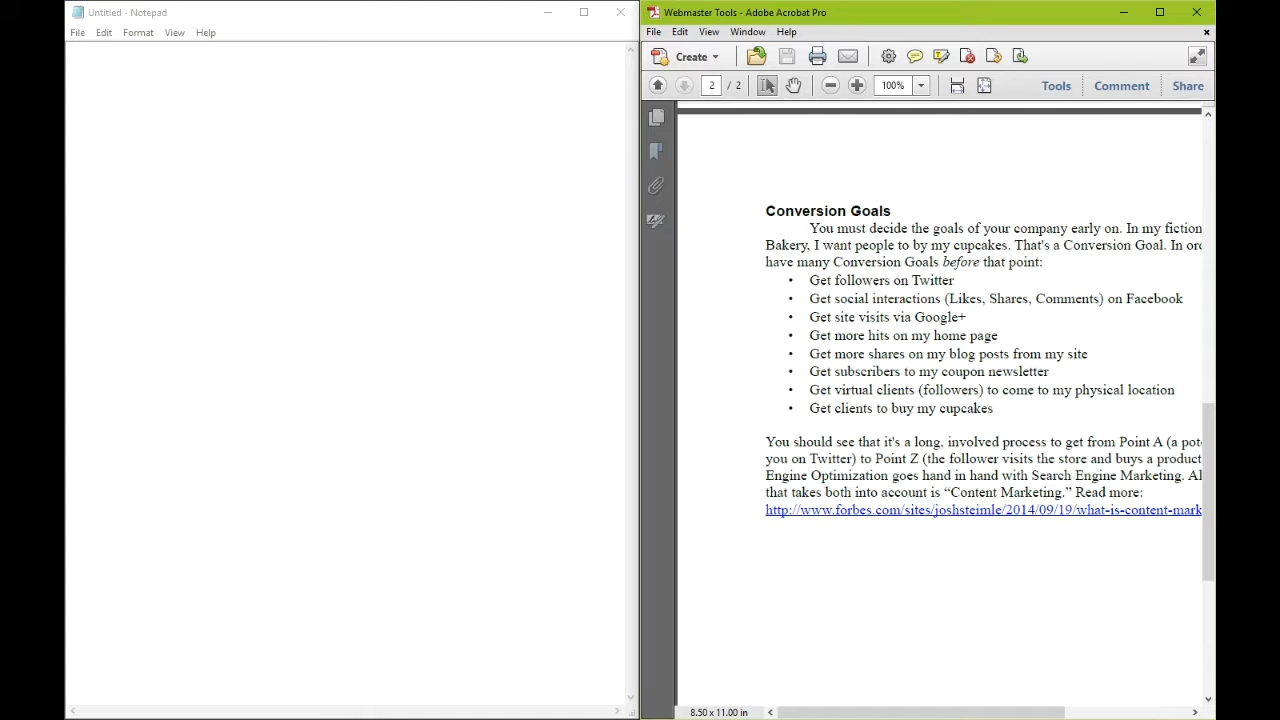 Untitled - Notepad
File Edit Format View Help
Webmaster Tools - Adobe Acrobat Pro
File Edit View Window Help
Create
2 / 2 100% Tools Comment Share
Conversion Goals
You must decide the goals of your company early on. In my fiction
Bakery, I want people to by my cupcakes. That's a Conversion Goal. In orc
have many Conversion Goals before that point:
• Get followers on Twitter
• Get social interactions (Likes, Shares, Comments) on Facebook
• Get site visits via Google+
• Get more hits on my home page
• Get more shares on my blog posts from my site
• Get subscribers to my coupon newsletter
• Get virtual clients (followers) to come to my physical location
• Get clients to buy my cupcakes
You should see that it's a long, involved process to get from Point A (a pot
you on Twitter) to Point Z (the follower visits the store and buys a product
Engine Optimization goes hand in hand with Search Engine Marketing. Al
that takes both into account is “Content Marketing.” Read more:
http://www.forbes.com/sites/joshsteimle/2014/09/19/what-is-content-mark
8.50 x 11.00 in